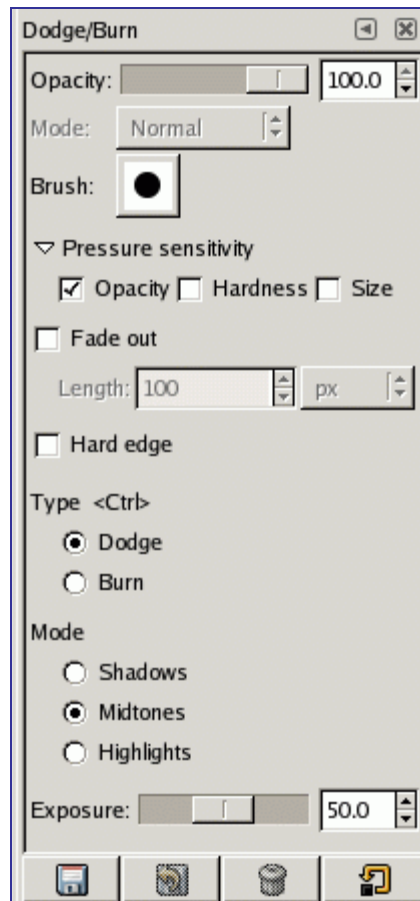 Dodge/Burn
Opacity: 100.0
Mode: Normal
Brush:
Pressure sensitivity
Opacity Hardness Size
Fade out
Length: 100 px
Hard edge
Type <Ctrl>
Dodge
Burn
Mode
Shadows
Midtones
Highlights
Exposure: 50.0